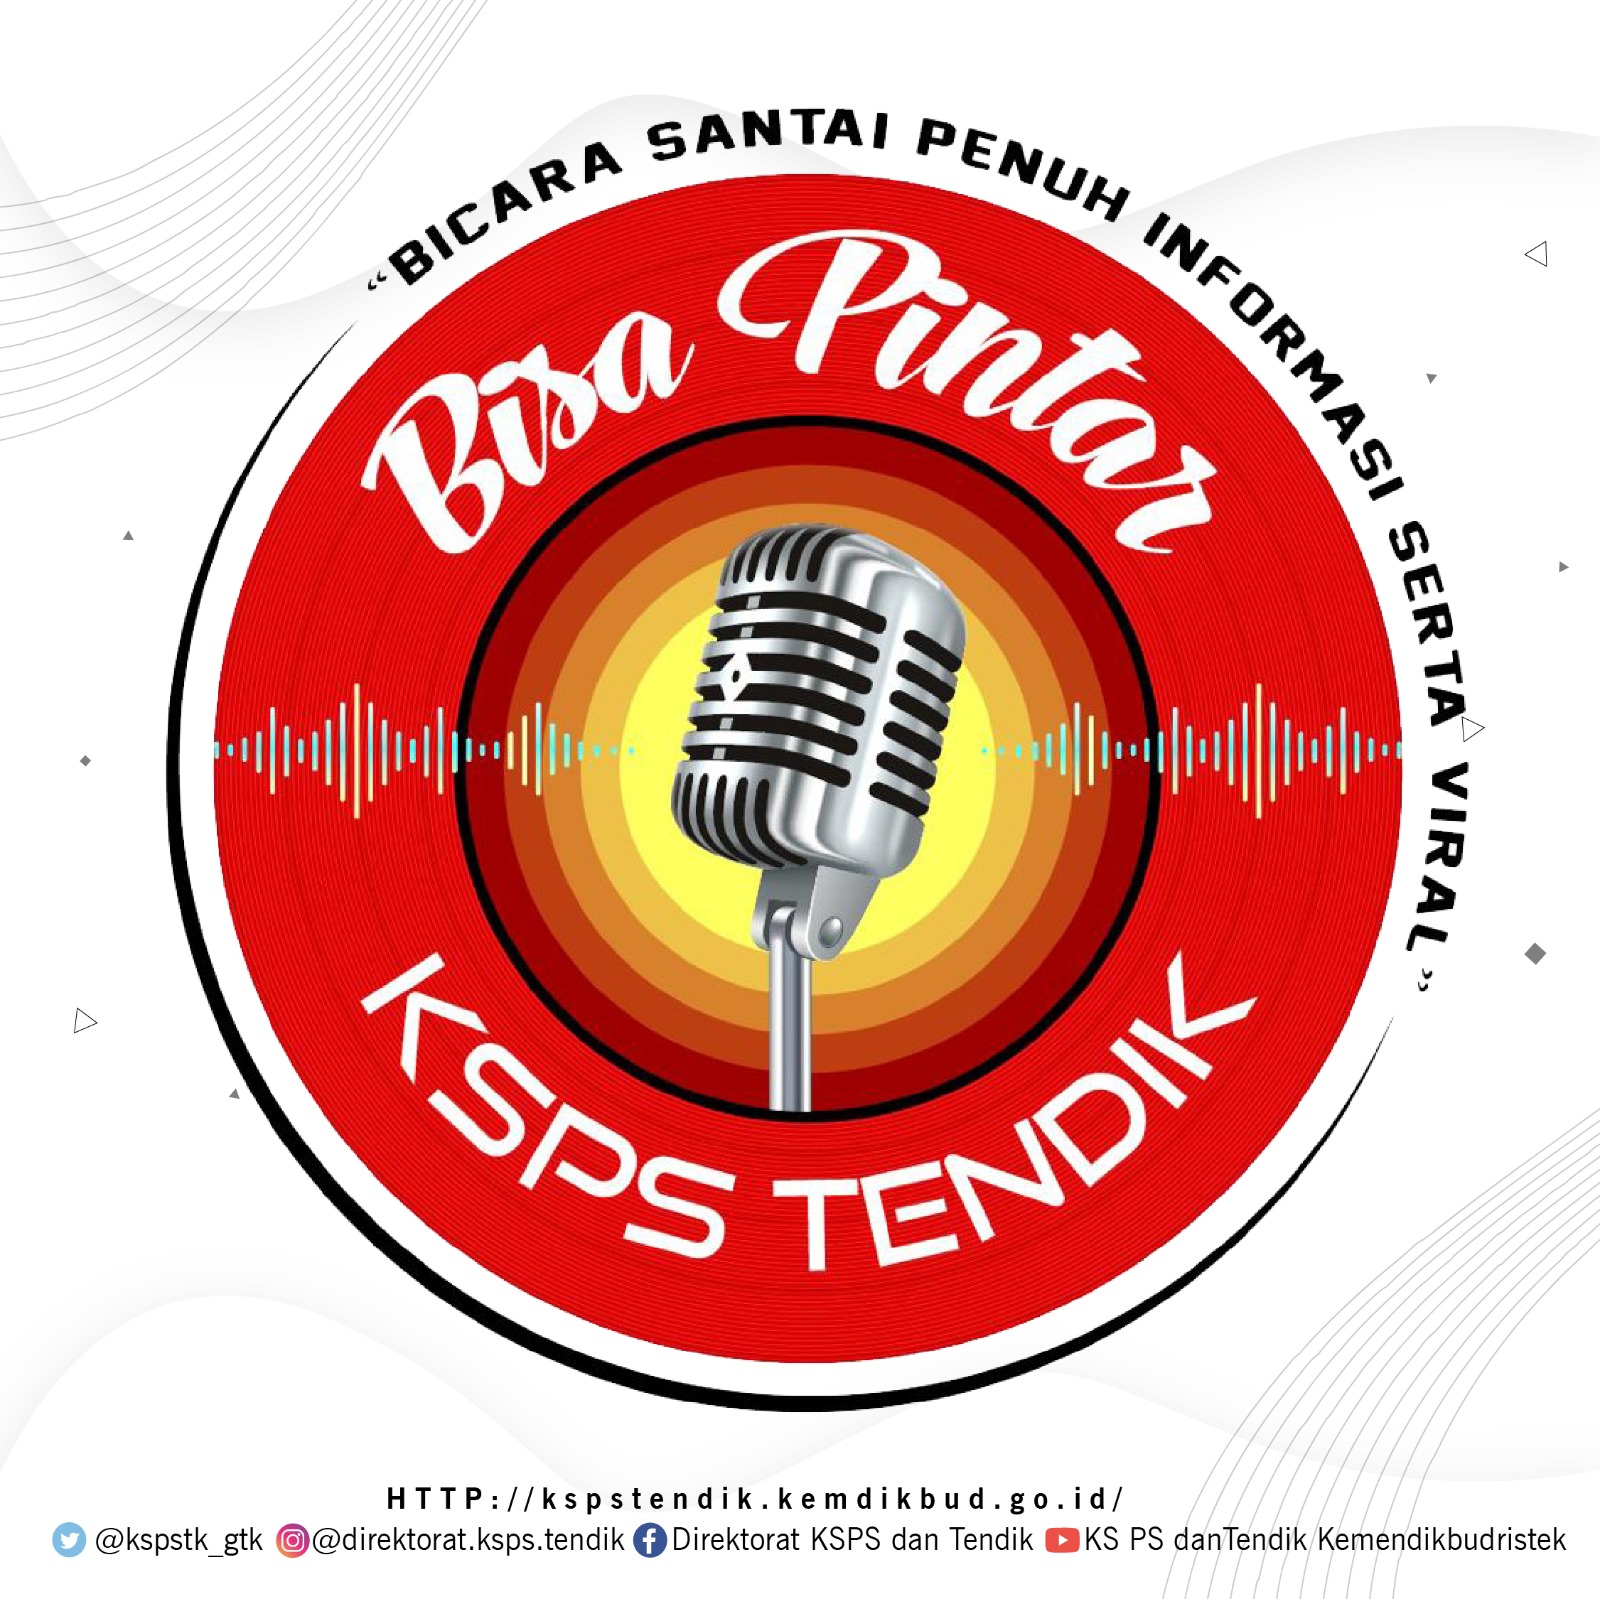 “BICARA SANTAI PENUH INFORMASI SERTA VIRAL”
Bisa Pintar
KSPS TENDIK
HTTP://kspstendik.kemdikbud.go.id/
@kspstk_gtk @direktorat.ksps.tendik Direktorat KSPS dan Tendik KS PS danTendik Kemendikbudristek